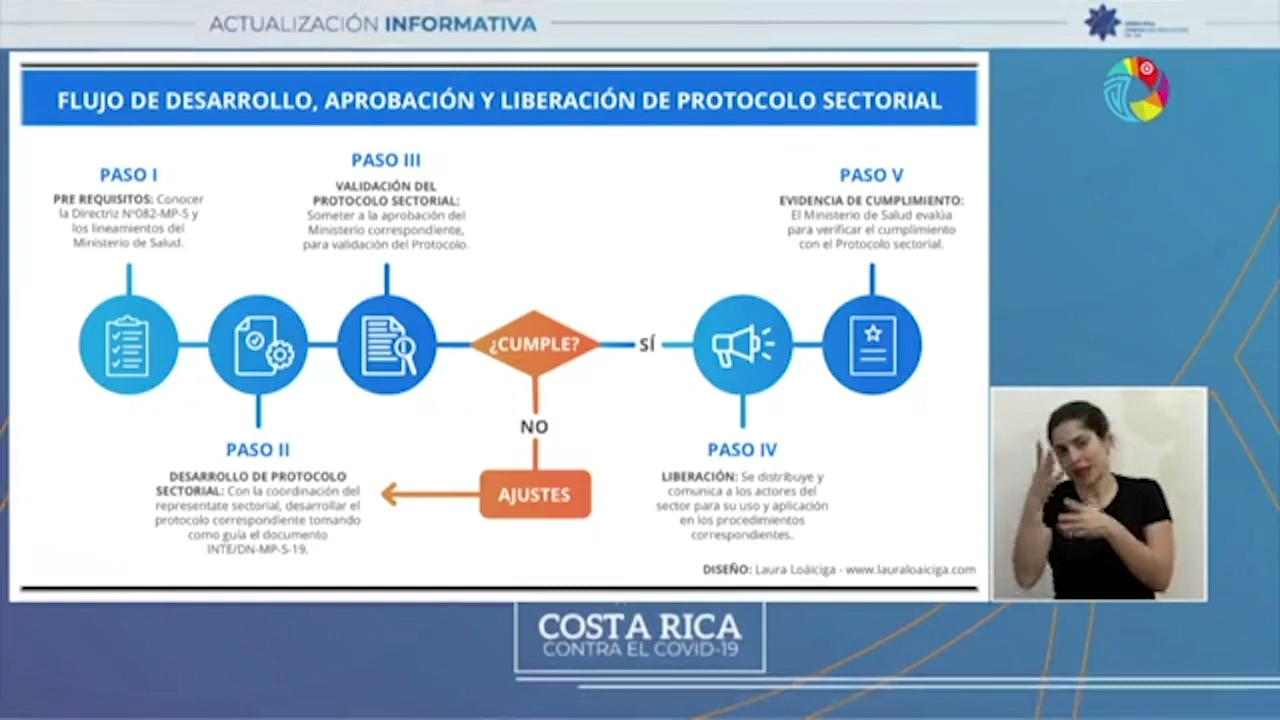 ACTUALIZACIÓN INFORMATIVA
FLUJO DE DESARROLLO, APROBACIÓN Y LIBERACIÓN DE PROTOCOLO SECTORIAL
PASO I
PRE REQUISITOS: Conocer
la Directriz Nº082-MP-S y
los lineamientos del
Ministerio de Salud.
PASO III
VALIDACIÓN DEL
PROTOCOLO SECTORIAL:
Someter a la aprobación del
Ministerio correspondiente,
para validación del Protocolo.
PASO V
EVIDENCIA DE CUMPLIMIENTO:
El Ministerio de Salud evalúa
para verificar el cumplimiento
con el Protocolo sectorial.
¿CUMPLE?
SÍ
NO
AJUSTES
PASO II
DESARROLLO DE PROTOCOLO
SECTORIAL: Con la coordinación del
representate sectorial, desarrollar el
protocolo correspondiente tomando
como guía el documento
INTE/DN-MP-S-19.
PASO IV
LIBERACIÓN: Se distribuye y
comunica a los actores del
sector para su uso y aplicación
en los procedimientos
correspondientes.
DISEÑO: Laura Loáiciga - www.lauraloaiciga.com
COSTA RICA
CONTRA EL COVID-19